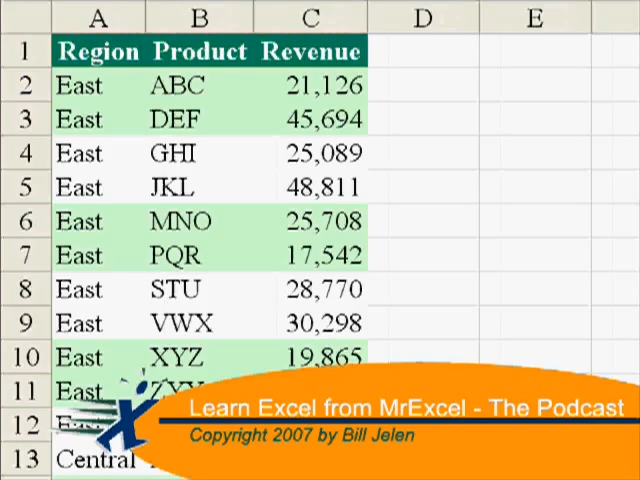 A B C D E
1 Region Product Revenue
2 East ABC 21,126
3 East DEF 45,694
4 East GHI 25,089
5 East JKL 48,811
6 East MNO 25,708
7 East PQR 17,542
8 East STU 28,770
9 East VWX 30,298
10 East XYZ 19,865
11 East
12
13 Central
Learn Excel from MrExcel - The Podcast
Copyright 2007 by Bill Jelen